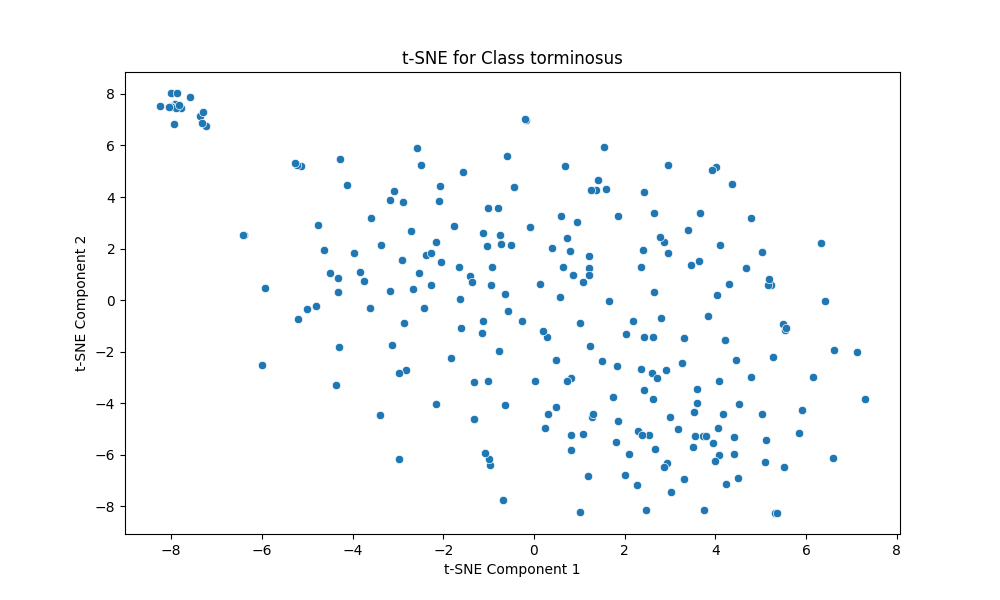 t-SNE for Class torminosus
8
6
4
2
0
−2
−4
−6
−8
t-SNE Component 2
−8 −6 −4 −2 0 2 4 6 8
t-SNE Component 1